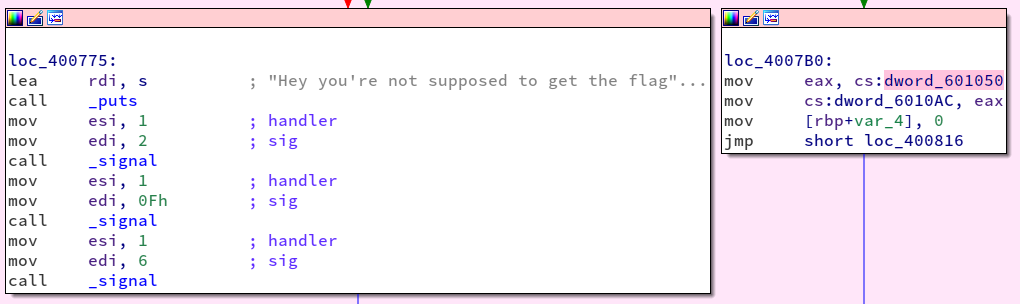 loc_400775:
lea rdi, s ; "Hey you're not supposed to get the flag"...
call _puts
mov esi, 1 ; handler
mov edi, 2 ; sig
call _signal
mov esi, 1 ; handler
mov edi, 0Fh ; sig
call _signal
mov esi, 1 ; handler
mov edi, 6 ; sig
call _signal
loc_4007B0:
mov eax, cs:dword_601050
mov cs:dword_6010AC, eax
mov [rbp+var_4], 0
jmp short loc_400816